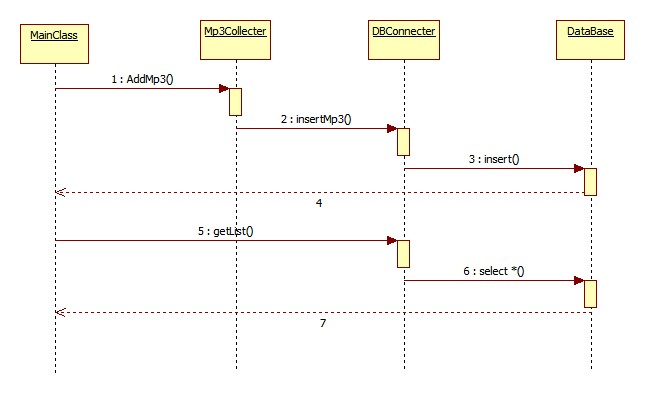 MainClass
Mp3Collecter
DBConnecter
DataBase
1 : AddMp3()
2 : insertMp3()
3 : insert()
4
5 : getList()
6 : select *()
7